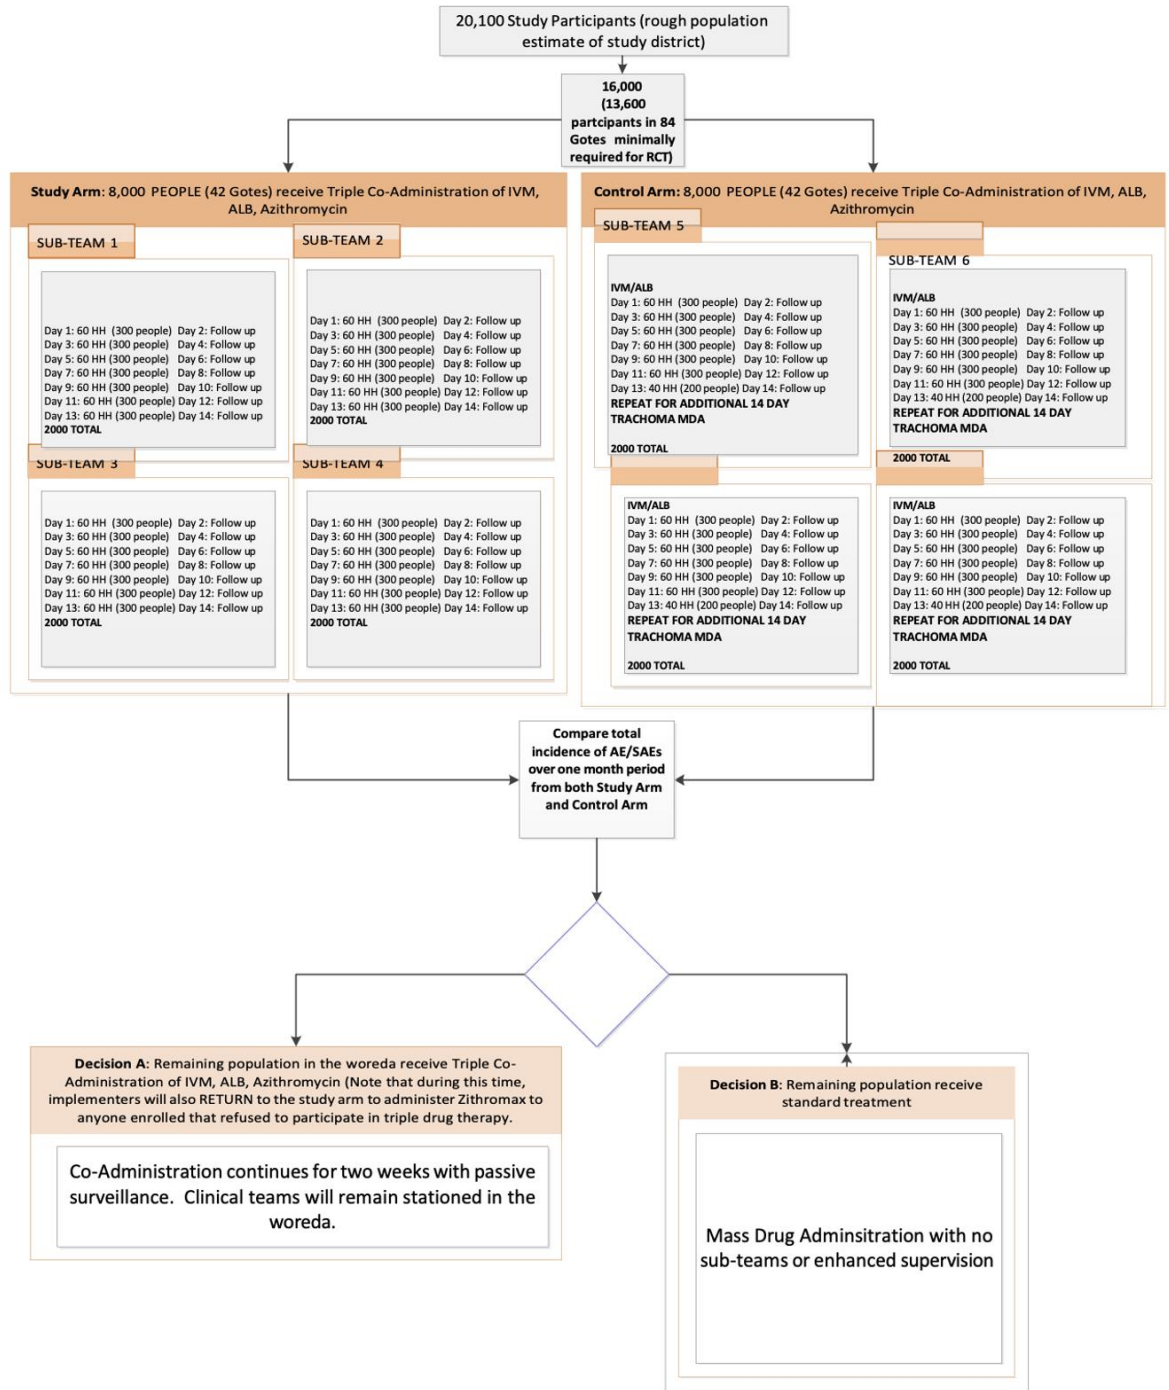 20,100 Study Participants (rough population
estimate of study district)
16,000
(13,600
partcipants in 84
Gotes minimally
required for RCT)
Study Arm: 8,000 PEOPLE (42 Gotes) receive Triple Co-Administration of IVM,
ALB, Azithromycin
SUB-TEAM 1
Day 1: 60 HH (300 people) Day 2: Follow up
Day 3: 60 HH (300 people) Day 4: Follow up
Day 5: 60 HH (300 people) Day 6: Follow up
Day 7: 60 HH (300 people) Day 8: Follow up
Day 9: 60 HH (300 people) Day 10: Follow up
Day 11: 60 HH (300 people) Day 12: Follow up
Day 13: 60 HH (300 people) Day 14: Follow up
2000 TOTAL
SUB-TEAM 2
Day 1: 60 HH (300 people) Day 2: Follow up
Day 3: 60 HH (300 people) Day 4: Follow up
Day 5: 60 HH (300 people) Day 6: Follow up
Day 7: 60 HH (300 people) Day 8: Follow up
Day 9: 60 HH (300 people) Day 10: Follow up
Day 11: 60 HH (300 people) Day 12: Follow up
Day 13: 60 HH (300 people) Day 14: Follow up
2000 TOTAL
SUB-TEAM 3
Day 1: 60 HH (300 people) Day 2: Follow up
Day 3: 60 HH (300 people) Day 4: Follow up
Day 5: 60 HH (300 people) Day 6: Follow up
Day 7: 60 HH (300 people) Day 8: Follow up
Day 9: 60 HH (300 people) Day 10: Follow up
Day 11: 60 HH (300 people) Day 12: Follow up
Day 13: 60 HH (300 people) Day 14: Follow up
2000 TOTAL
SUB-TEAM 4
Day 1: 60 HH (300 people) Day 2: Follow up
Day 3: 60 HH (300 people) Day 4: Follow up
Day 5: 60 HH (300 people) Day 6: Follow up
Day 7: 60 HH (300 people) Day 8: Follow up
Day 9: 60 HH (300 people) Day 10: Follow up
Day 11: 60 HH (300 people) Day 12: Follow up
Day 13: 60 HH (300 people) Day 14: Follow up
2000 TOTAL
Control Arm: 8,000 PEOPLE (42 Gotes) receive Triple Co-Administration of IVM, ALB,
Azithromycin
SUB-TEAM 5
IVM/ALB
Day 1: 60 HH (300 people) Day 2: Follow up
Day 3: 60 HH (300 people) Day 4: Follow up
Day 5: 60 HH (300 people) Day 6: Follow up
Day 7: 60 HH (300 people) Day 8: Follow up
Day 9: 60 HH (300 people) Day 10: Follow up
Day 11: 60 HH (300 people) Day 12: Follow up
Day 13: 40 HH (200 people) Day 14: Follow up
REPEAT FOR ADDITIONAL 14 DAY
TRACHOMA MDA
2000 TOTAL
SUB-TEAM 6
IVM/ALB
Day 1: 60 HH (300 people) Day 2: Follow up
Day 3: 60 HH (300 people) Day 4: Follow up
Day 5: 60 HH (300 people) Day 6: Follow up
Day 7: 60 HH (300 people) Day 8: Follow up
Day 9: 60 HH (300 people) Day 10: Follow up
Day 11: 60 HH (300 people) Day 12: Follow up
Day 13: 40 HH (200 people) Day 14: Follow up
REPEAT FOR ADDITIONAL 14 DAY
TRACHOMA MDA
2000 TOTAL
IVM/ALB
Day 1: 60 HH (300 people) Day 2: Follow up
Day 3: 60 HH (300 people) Day 4: Follow up
Day 5: 60 HH (300 people) Day 6: Follow up
Day 7: 60 HH (300 people) Day 8: Follow up
Day 9: 60 HH (300 people) Day 10: Follow up
Day 11: 60 HH (300 people) Day 12: Follow up
Day 13: 40 HH (200 people) Day 14: Follow up
REPEAT FOR ADDITIONAL 14 DAY
TRACHOMA MDA
2000 TOTAL
IVM/ALB
Day 1: 60 HH (300 people) Day 2: Follow up
Day 3: 60 HH (300 people) Day 4: Follow up
Day 5: 60 HH (300 people) Day 6: Follow up
Day 7: 60 HH (300 people) Day 8: Follow up
Day 9: 60 HH (300 people) Day 10: Follow up
Day 11: 60 HH (300 people) Day 12: Follow up
Day 13: 40 HH (200 people) Day 14: Follow up
REPEAT FOR ADDITIONAL 14 DAY
TRACHOMA MDA
2000 TOTAL
Compare total
incidence of AE/SAEs
over one month period
from both Study Arm
and Control Arm
Decision A: Remaining population in the woreda receive Triple Co-
Administration of IVM, ALB, Azithromycin (Note that during this time,
implementers will also RETURN to the study arm to administer Zithromax to
anyone enrolled that refused to participate in triple drug therapy.
Co-Administration continues for two weeks with passive
surveillance. Clinical teams will remain stationed in the
woreda.
Decision B: Remaining population receive
standard treatment
Mass Drug Adminsitration with no
sub-teams or enhanced supervision